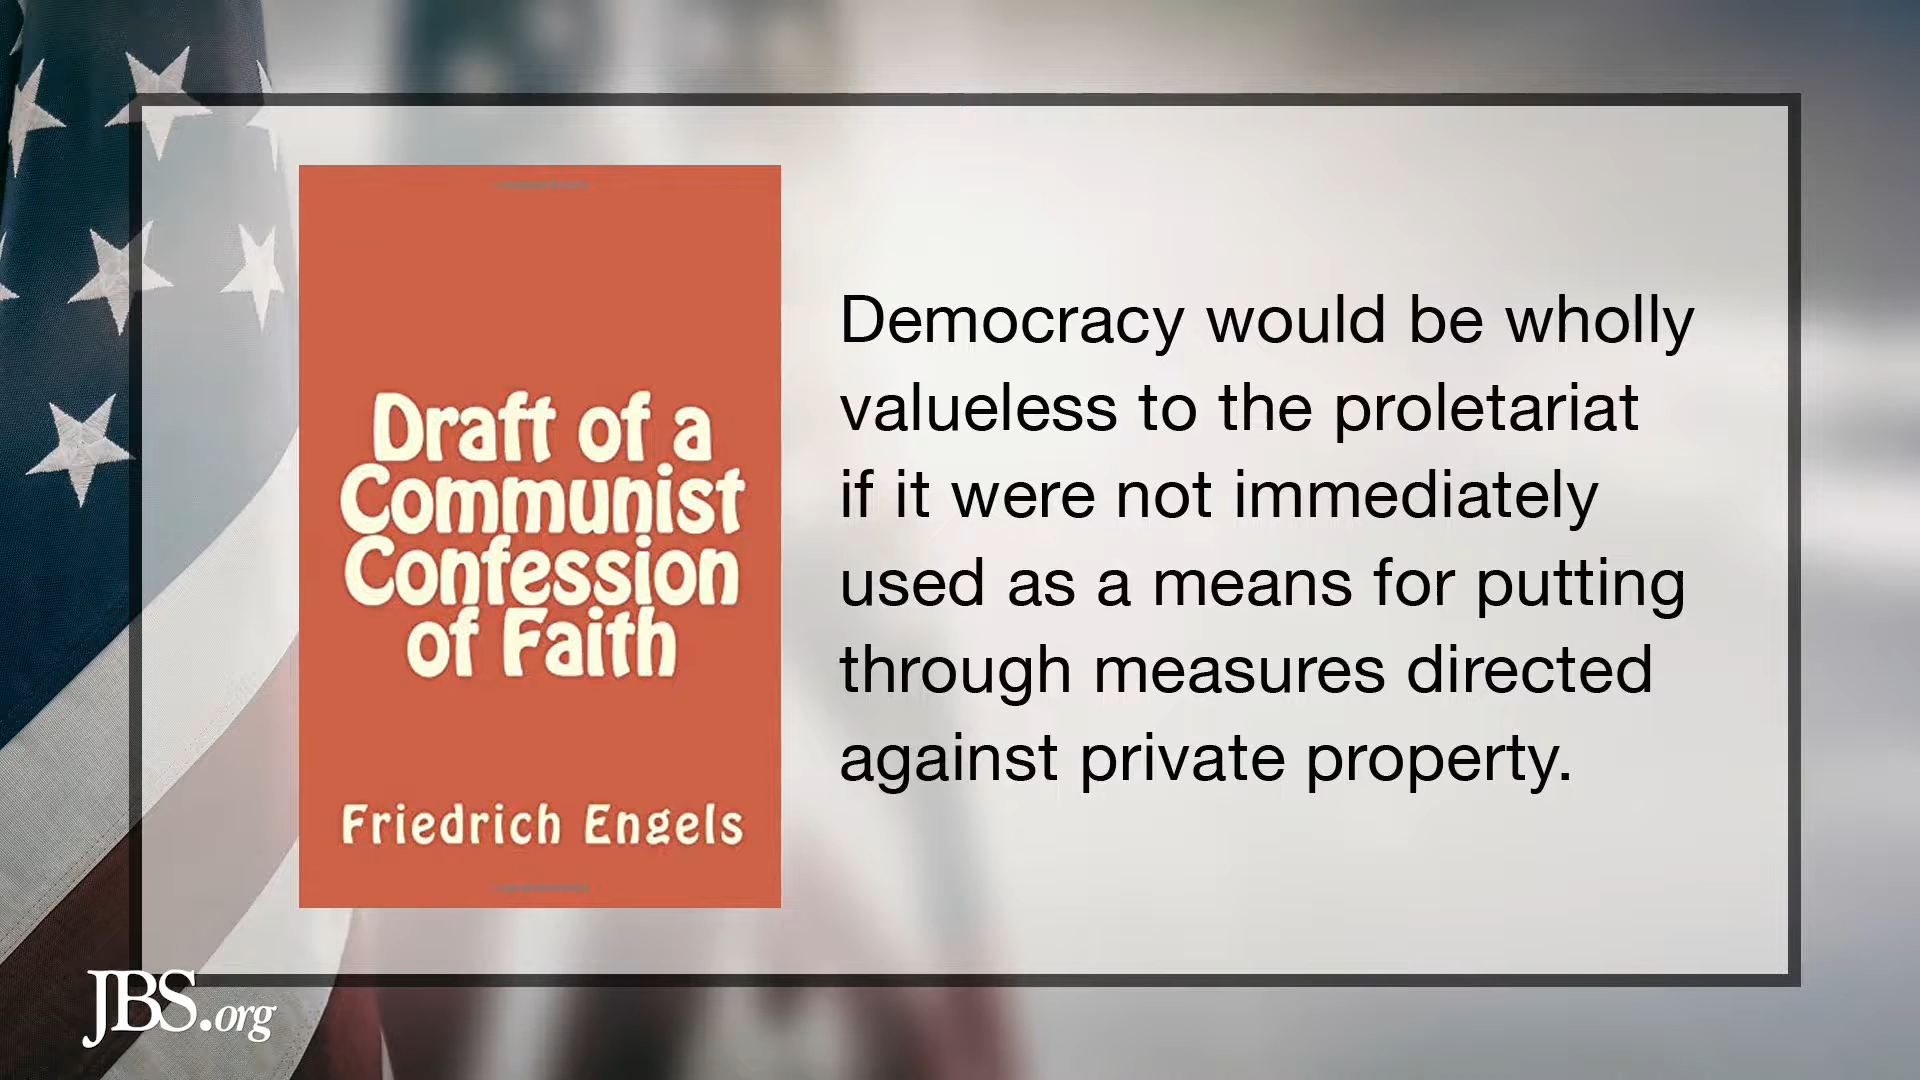 Draft of a
Communist
Confession
of Faith
Friedrich Engels
Democracy would be wholly
valueless to the proletariat
if it were not immediately
used as a means for putting
through measures directed
against private property.
JBS.org